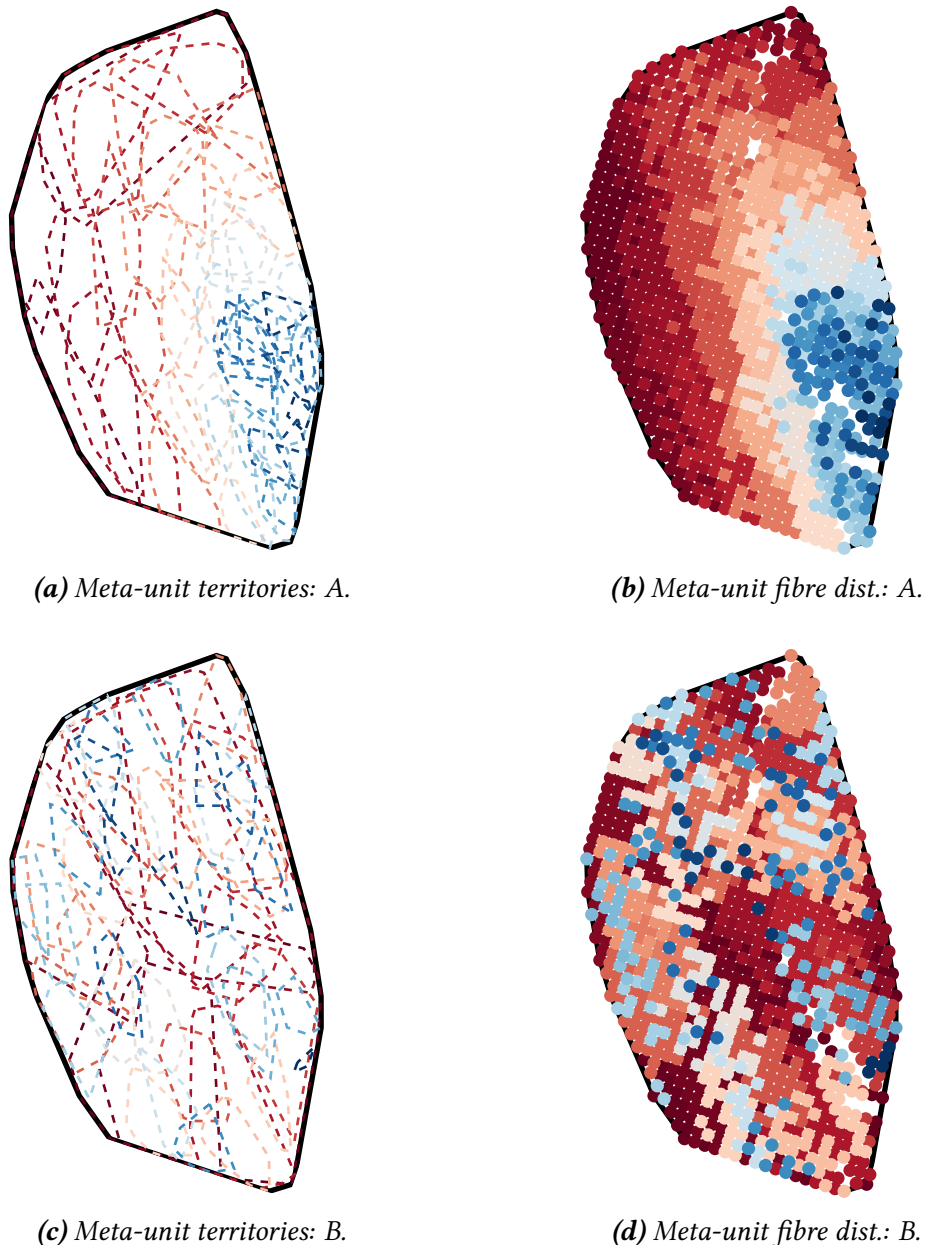 (a) Meta-unit territories: A.
(b) Meta-unit fibre dist.: A.
(c) Meta-unit territories: B.
(d) Meta-unit fibre dist.: B.